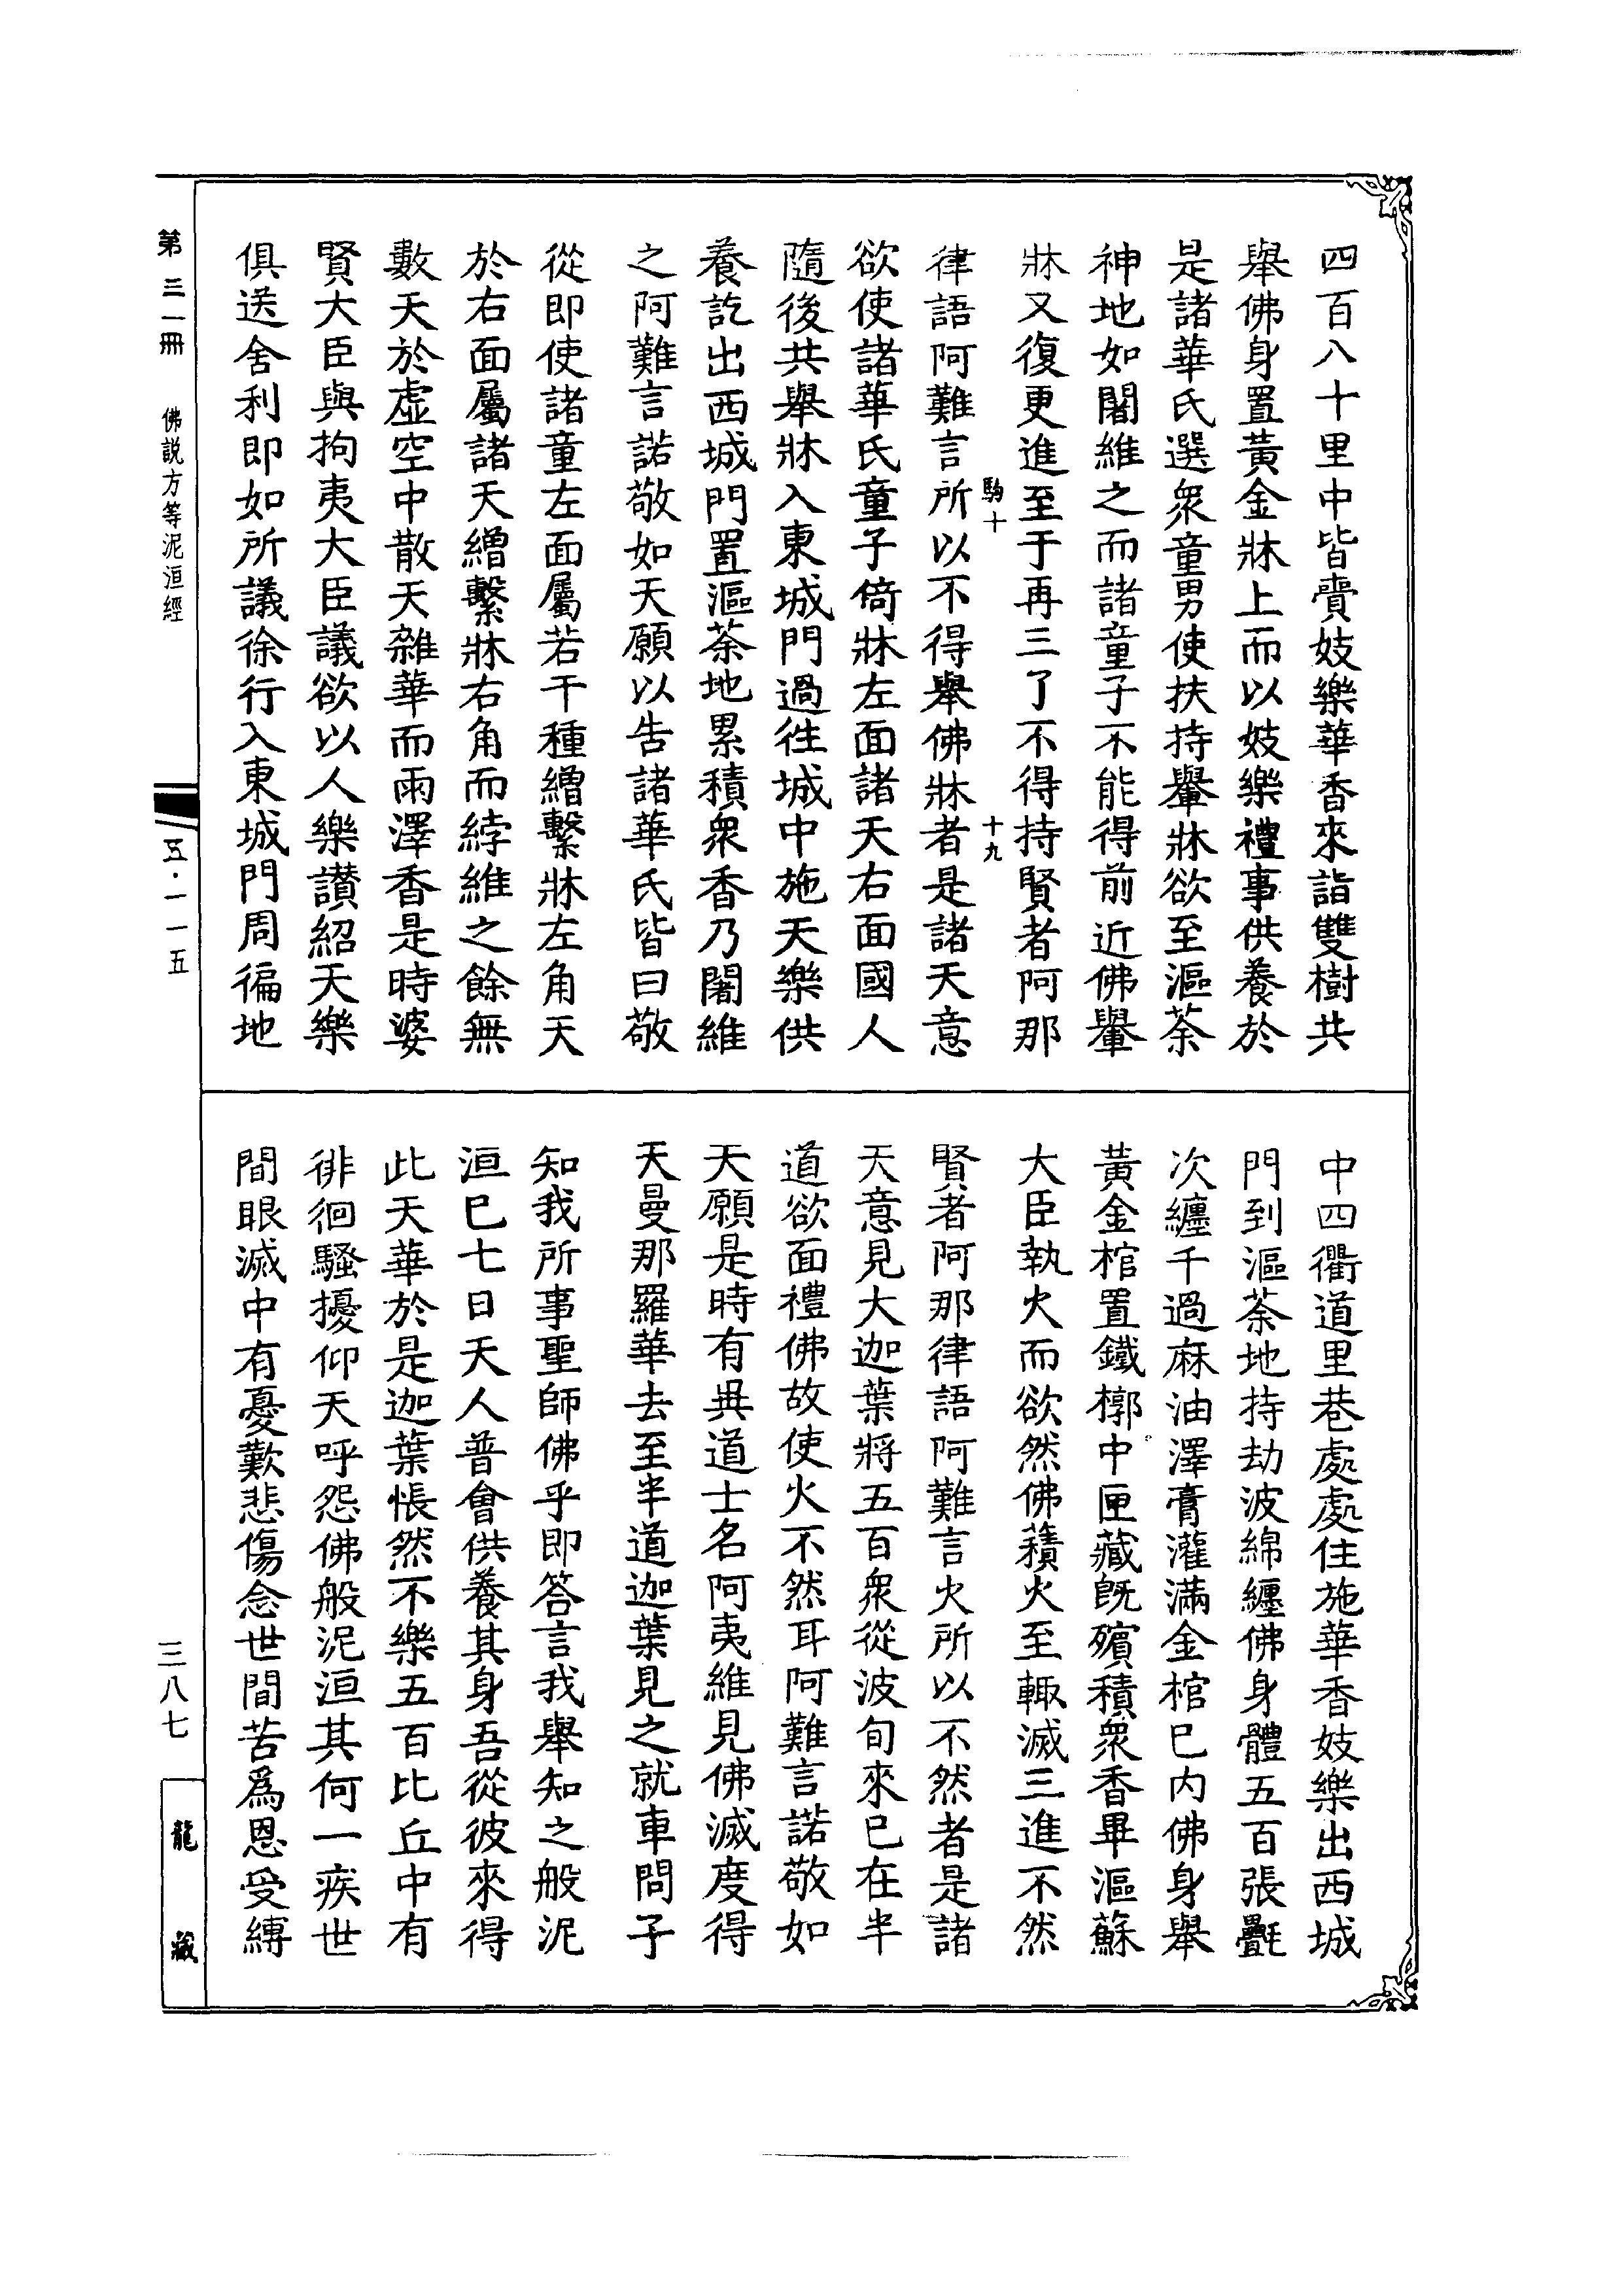 四百八十里中皆賷妓樂華香來詣雙樹共
舉佛身置黃金牀上而以妓樂禮事供養於
是諸華氏選衆童男使扶持轝牀欲至漚荼
神地如闍維之而諸童子不能得前近佛轝
牀又復更進至于再三了不得持賢者阿那
駒十
十九
律語阿難言所以不得舉佛牀者是諸天意
欲使諸華氏童子倚牀左面諸天右面國人
隨後共舉牀入東城門過徃城中施天樂供
養訖出西城門置漚荼地累積衆香乃闍維
之阿難言諾敬如天願以告諸華氏皆曰敬
從即使諸童左面屬若干種繒繫牀左角天
於右面屬諸天繒繫牀右角而綍維之餘無
數天於虛空中散天雜華而雨澤香是時婆
賢大臣與拘夷大臣議欲以人樂讃紹天樂
俱送舍利即如所議徐行入東城門周徧地
中四衢道里巷處處住施華香妓樂出西城
門到漚荼地持劫波綿纏佛身體五百張㲲
次纏千過麻油澤膏灌滿金棺巳內佛身舉
黃金棺置鐵槨中匣藏旣殯積衆香畢漚蘇
大臣執火而欲然佛𧂐火至輙滅三進不然
賢者阿那律語阿難言火所以不然者是諸
天意見大迦葉將五百衆從波旬來巳在半
道欲面禮佛故使火不然耳阿難言諾敬如
天願是時有異道士名阿夷維見佛滅度得
天曼那羅華去至半道迦葉見之就車問子
知我所事聖師佛乎即答言我舉知之般泥
洹巳七日天人普會供養其身吾從彼來得
此天華於是迦葉悵然不樂五百比丘中有
徘徊騷擾仰天呼怨佛般泥洹其何一疾世
間眼滅中有憂歎悲傷念世間苦爲恩受縛
第三一冊
佛説方等泥洹經
五·一一五
三八七
龍藏